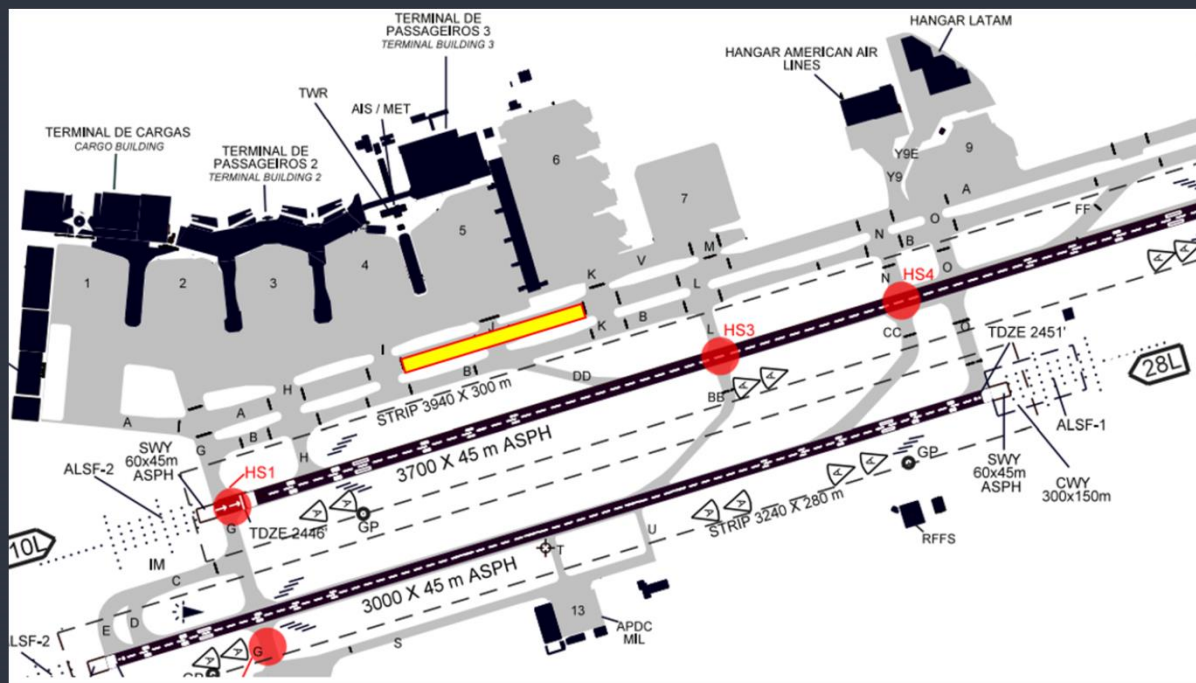 TERMINAL DE
PASSAGEIROS 3
TERMINAL BUILDING 3
HANGAR LATAM
HANGAR AMERICAN AIR
LINES
TWR
AIS / MET
TERMINAL DE CARGAS
CARGO BUILDING
TERMINAL DE
PASSAGEIROS 2
TERMINAL BUILDING 2
6
Y9E
9
Y9
7
5
A
FF
O
N
B
M
V
K
L
4
1
2
3
N
O
HS4
B
K
I
L
HS3
CC
O
TDZE 2451'
H
B
DD
28L
STRIP 3940 X 300 m
BB
A
A
A
B
G
H
SWY
60x45m
ASPH
ALSF-2
3700 X 45 m ASPH
HS1
ALSF-1
GP
SWY
60x45m
ASPH
CWY
300x150m
G
TDZE 2446'
GP
STRIP 3240 X 280 m
U
RFFS
10L
IM
T
C
3000 X 45 m ASPH
13
APDC
MIL
E
D
S
G